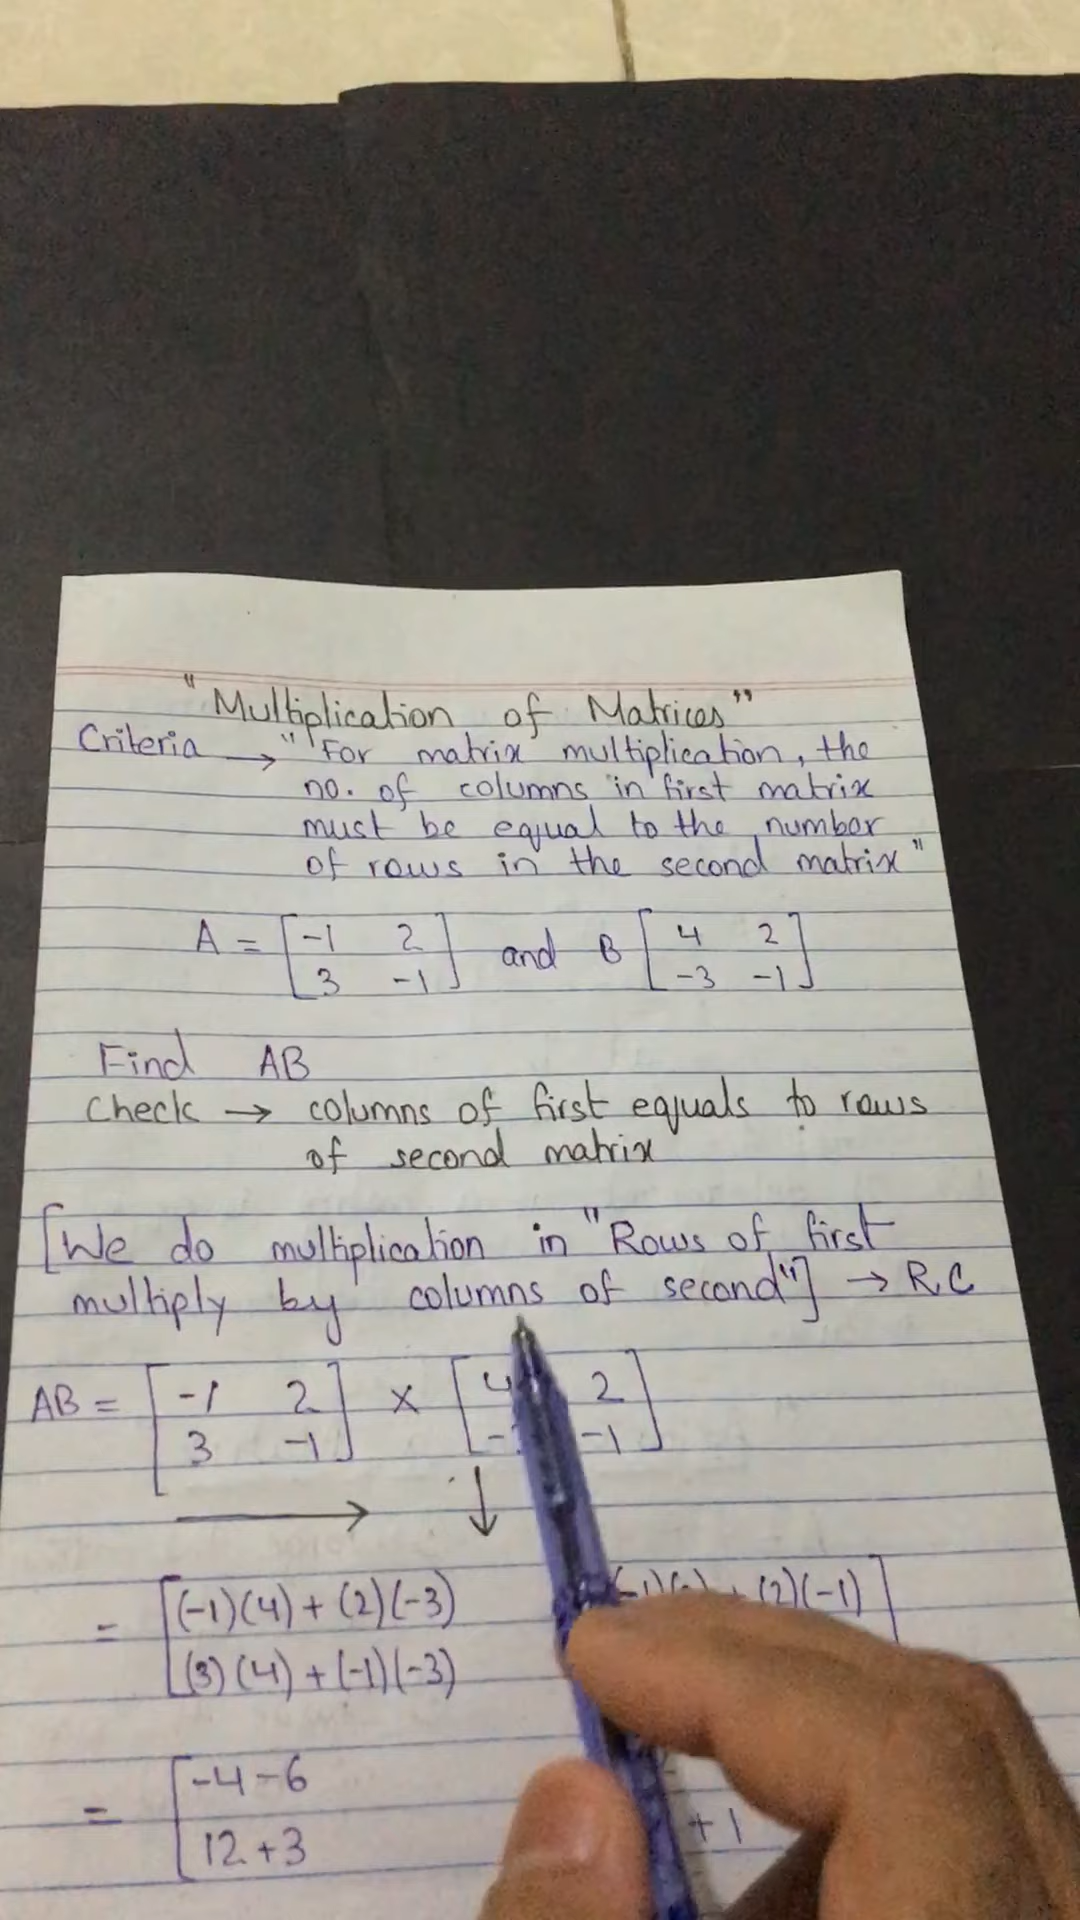 "Multiplication of Matrices"
Criteria → "For matrix multiplication, the
no. of columns in first matrix
must be equal to the number
of rows in the second matrix"
A = [-1 2] and B [4 2]
[3 -1] [-3 -1]
Find AB
Check → columns of first equals to rows
of second matrix
[We do multiplication in "Rows of first
multiply by columns of second"] → RC
AB = [-1 2] × [4 2]
[3 -1] [- -1]
→ ↓
= [(-1)(4) + (2)(-3) + (2)(-1)]
[(3)(4) + (-1)(-3)
= [-4-6
[12+3 +1